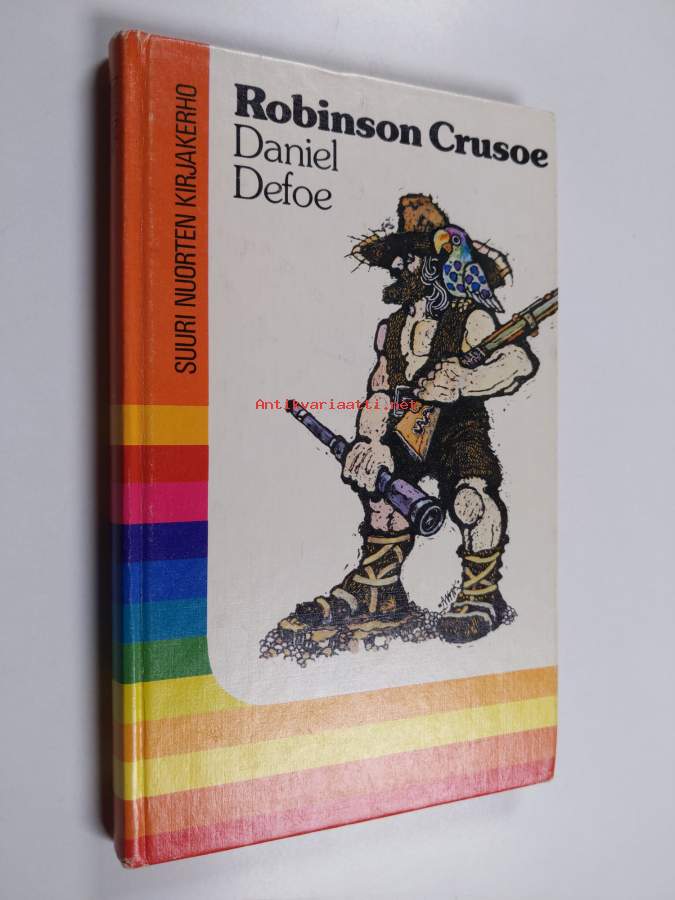 Robinson Crusoe
Daniel
Defoe
SUURI NUORTEN KIRJAKERHO
Antikvariaatti.net